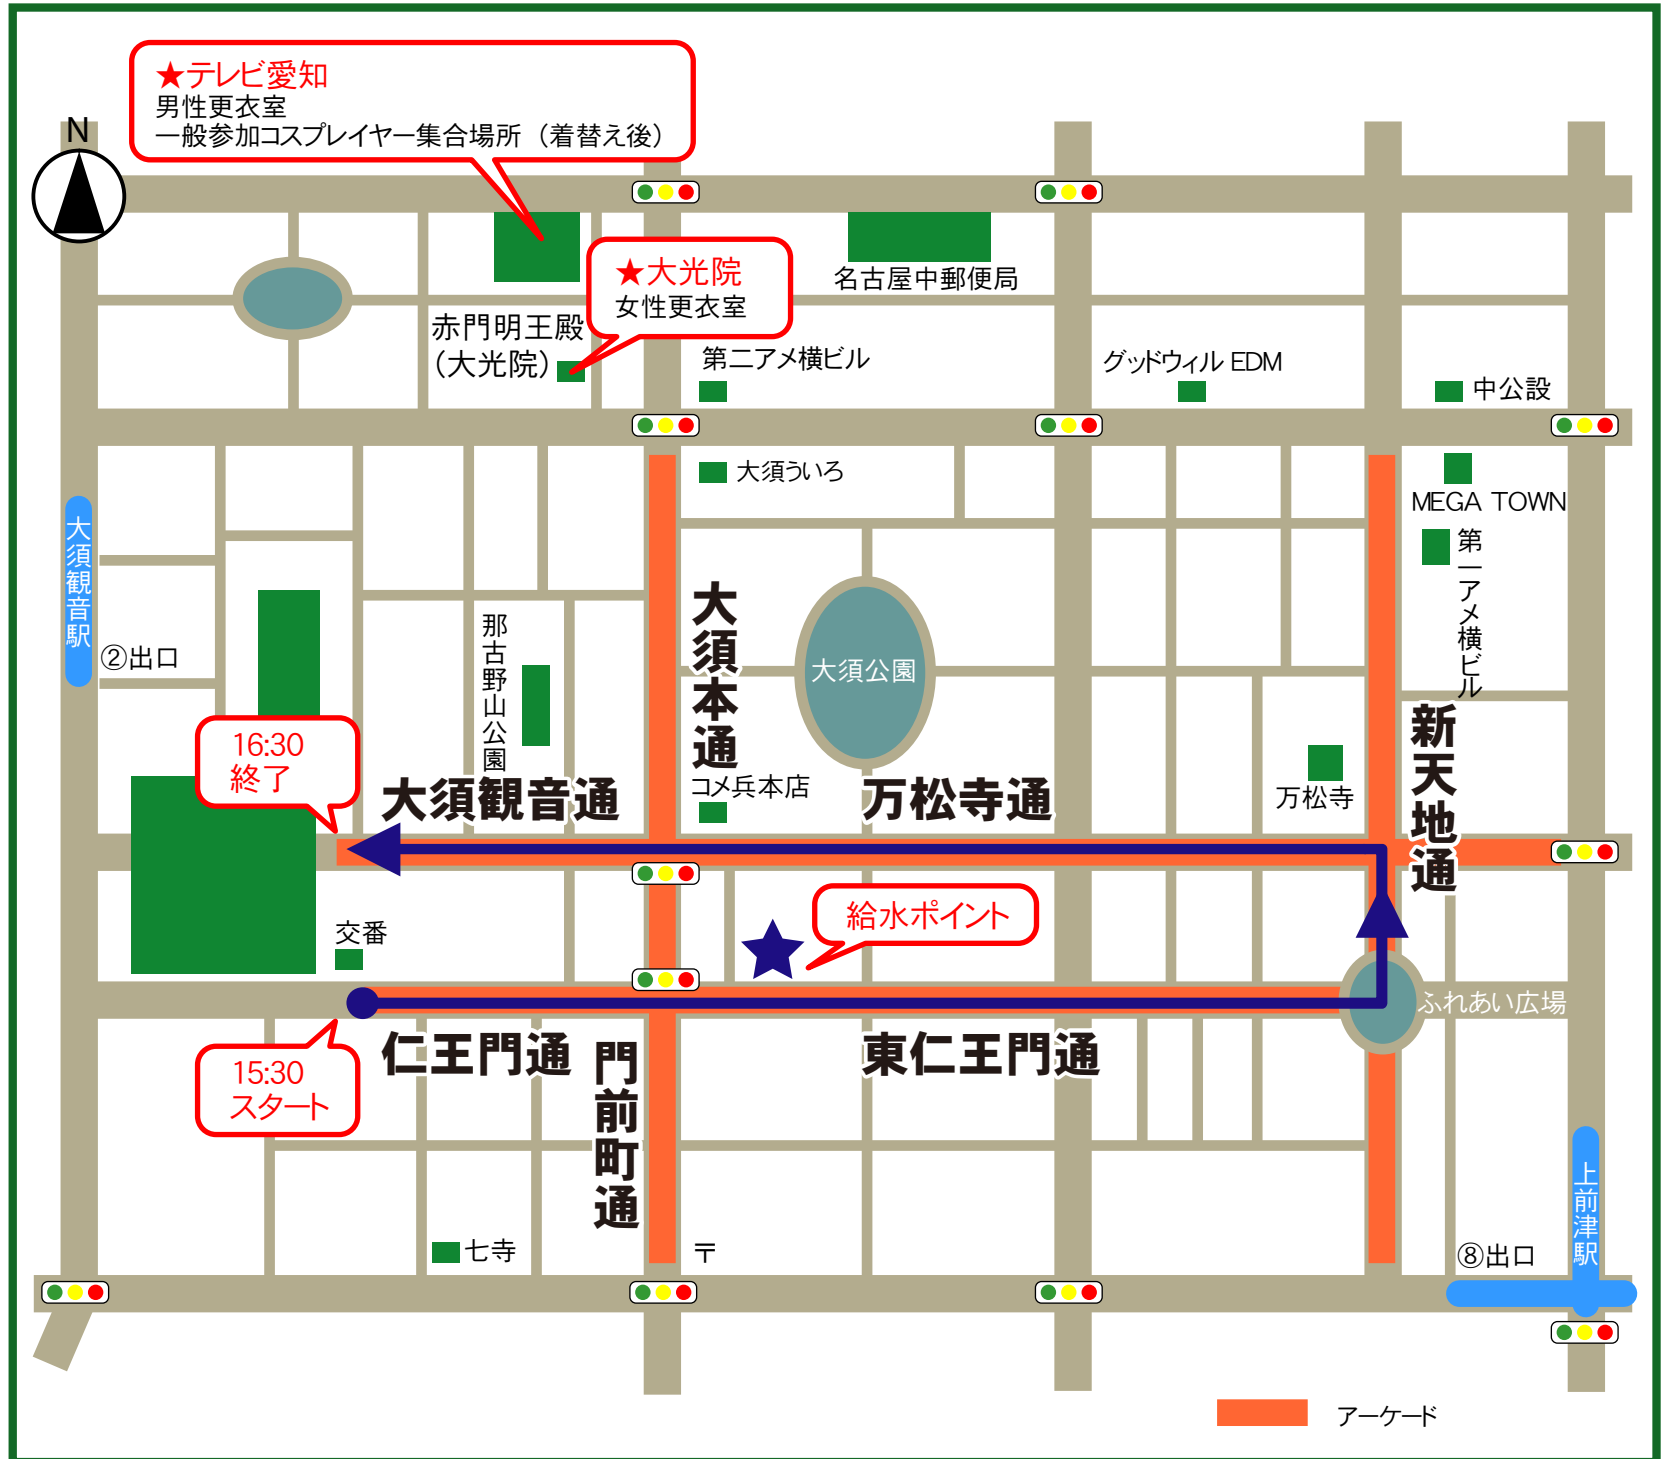 ★テレビ愛知
男性更衣室
一般参加コスプレイヤー集合場所（着替え後）
N
★大光院
女性更衣室
名古屋中郵便局
赤門明王殿
（大光院）
第二アメ横ビル
グッドウィル EDM
中公設
大須ういろ
MEGA TOWN
第一アメ横ビル
大須観音駅
②出口
那古野山公園
大須本通
大須公園
新天地通
16:30
終了
大須観音通
コメ兵本店
万松寺通
万松寺
交番
給水ポイント
ふれあい広場
15:30
スタート
仁王門通
門前町通
東仁王門通
上前津駅
七寺
〒
⑧出口
アーケード